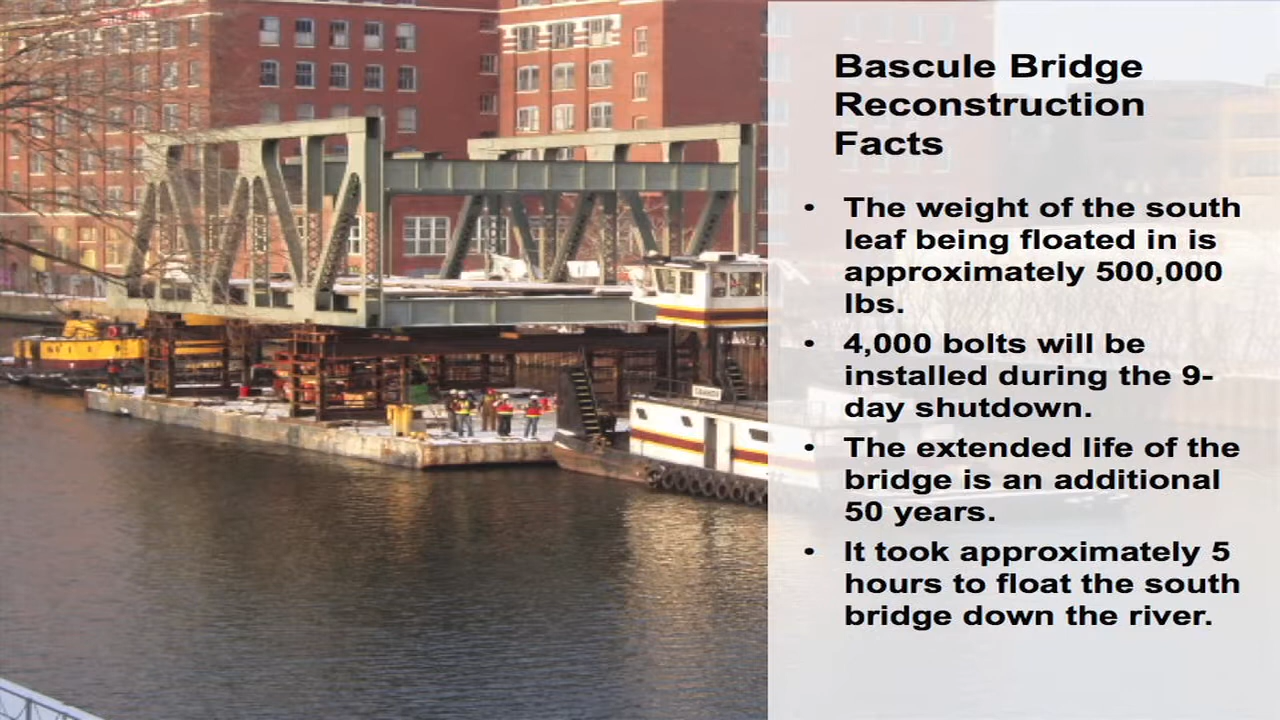 Bascule Bridge
Reconstruction
Facts
• The weight of the south
leaf being floated in is
approximately 500,000
lbs.
• 4,000 bolts will be
installed during the 9-
day shutdown.
• The extended life of the
bridge is an additional
50 years.
• It took approximately 5
hours to float the south
bridge down the river.